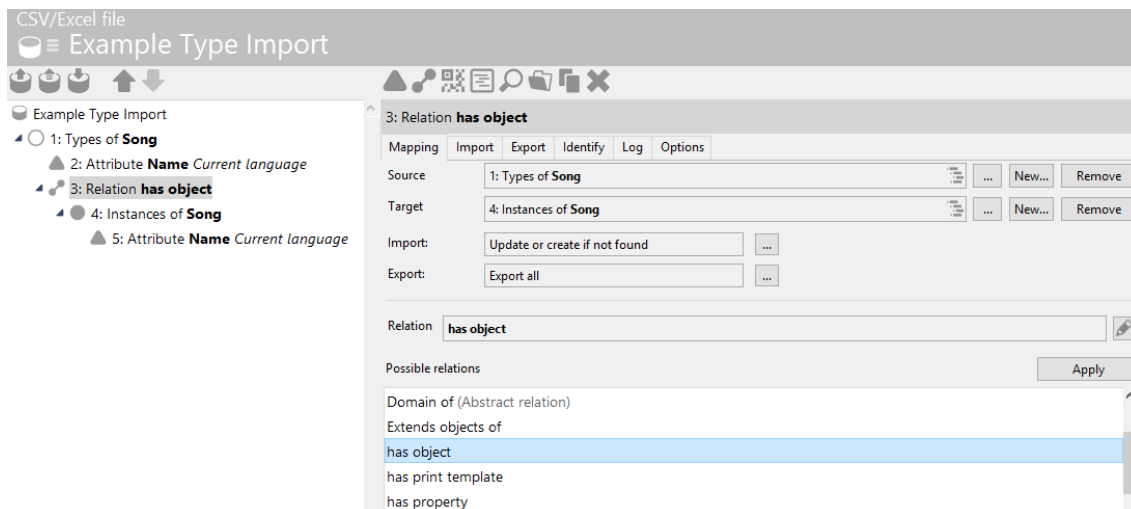 CSV/Excel file
Example Type Import
Example Type Import
1: Types of Song
2: Attribute Name Current language
3: Relation has object
4: Instances of Song
5: Attribute Name Current language
3: Relation has object
Mapping Import Export Identify Log Options
Source 1: Types of Song ... New... Remove
Target 4: Instances of Song ... New... Remove
Import: Update or create if not found ...
Export: Export all ...
Relation has object
Possible relations Apply
Domain of (Abstract relation)
Extends objects of
has object
has print template
has property